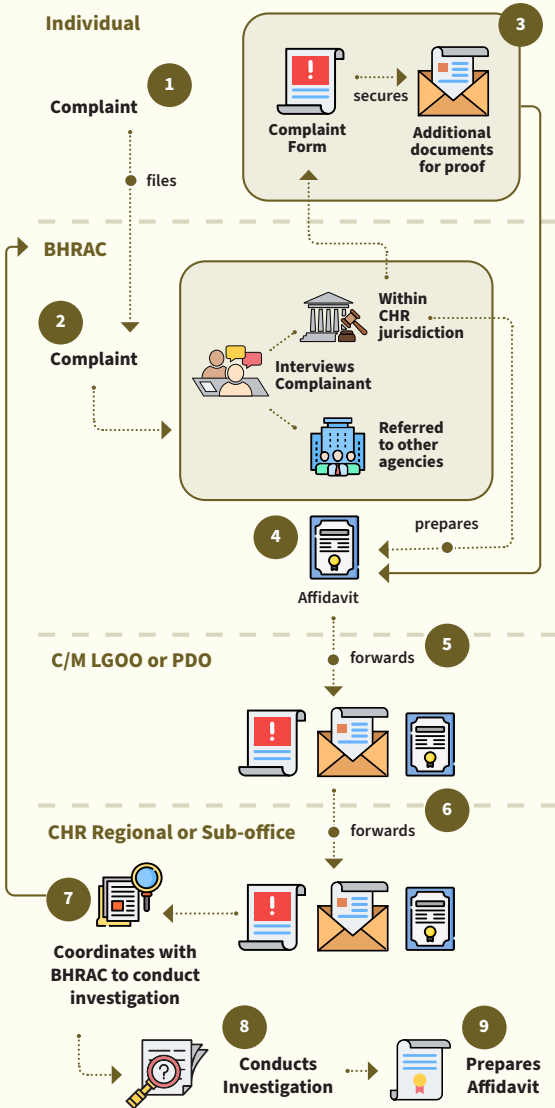 Individual
1
Complaint
files
3
Complaint
Form
secures
Additional
documents
for proof
BHRAC
2
Complaint
Interviews
Complainant
Within
CHR
jurisdiction
Referred
to other
agencies
4
prepares
Affidavit
C/M LGOO or PDO
5
forwards
CHR Regional or Sub-office
6
forwards
7
Coordinates with
BHRAC to conduct
investigation
8
Conducts
Investigation
9
Prepares
Affidavit